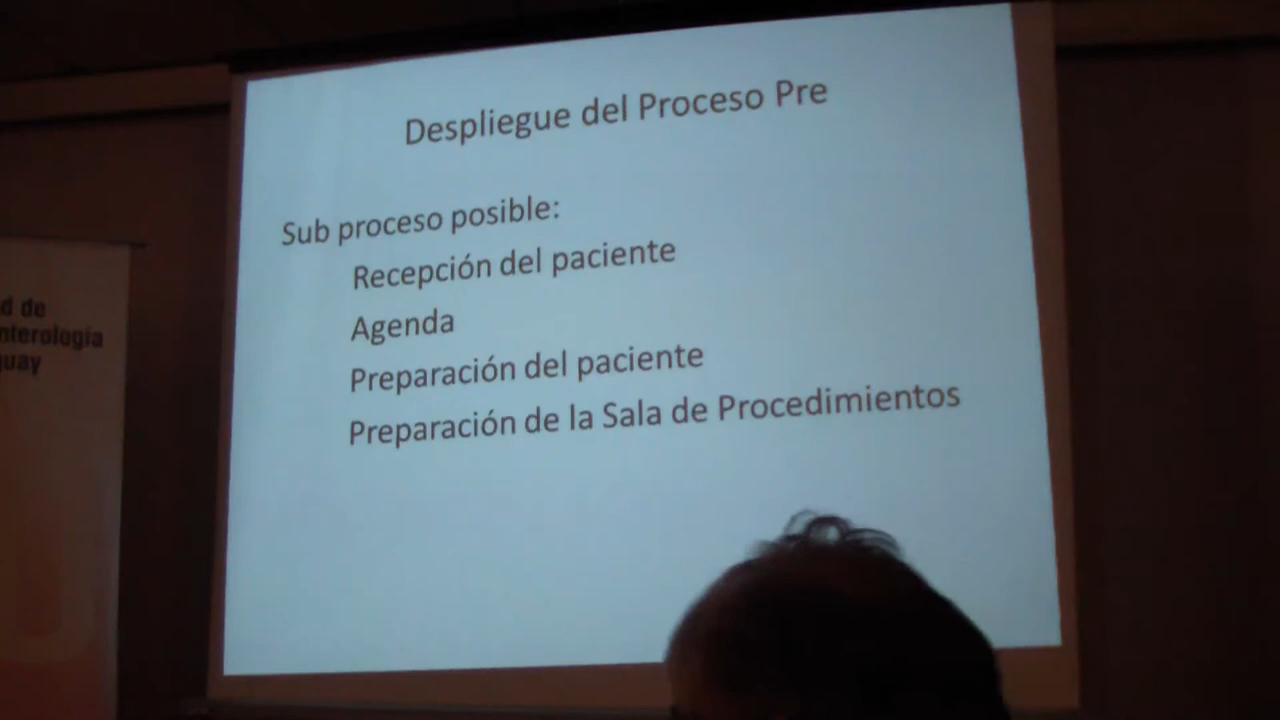 Despliegue del Proceso Pre
Sub proceso posible:
Recepción del paciente
Agenda
Preparación del paciente
Preparación de la Sala de Procedimientos
d de
nterología
guay